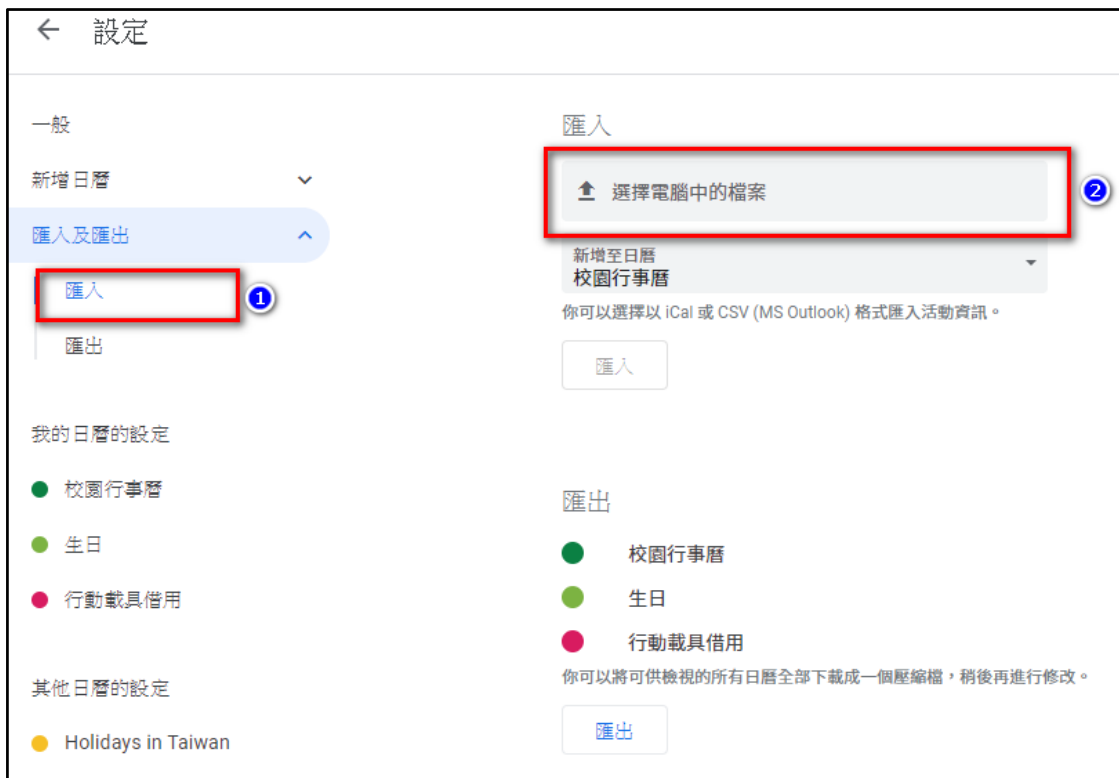 設定
一般
新增日曆
匯入及匯出
匯入
1
匯出
我的日曆的設定
校園行事曆
生日
行動載具借用
其他日曆的設定
Holidays in Taiwan
匯入
選擇電腦中的檔案
2
新增至日曆
校園行事曆
你可以選擇以 iCal 或 CSV (MS Outlook) 格式匯入活動資訊。
匯入
匯出
校園行事曆
生日
行動載具借用
你可以將可供檢視的所有日曆全部下載成一個壓縮檔，稍後再進行修改。
匯出